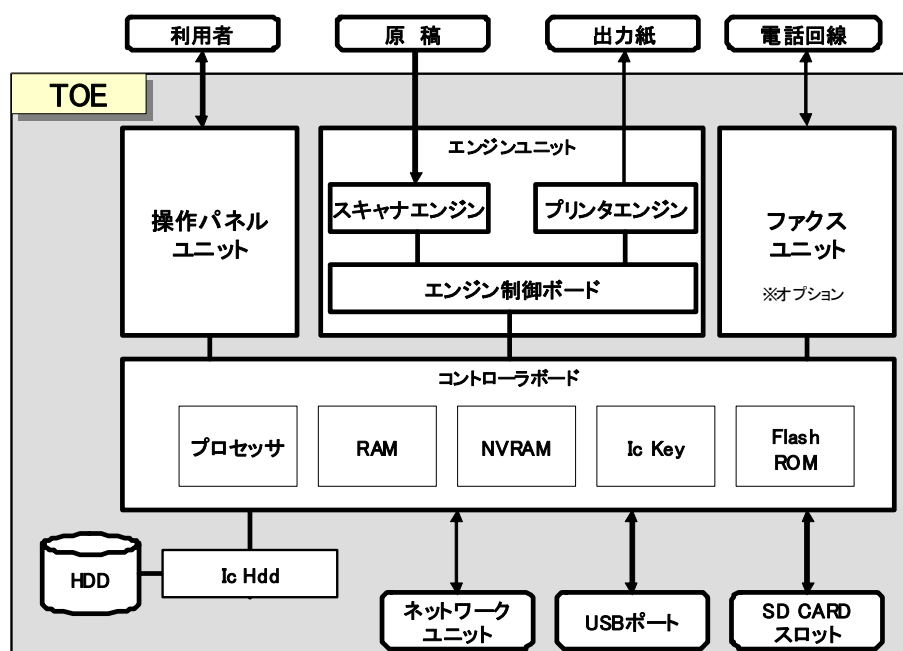 利用者
原 稿
出力紙
電話回線
TOE
エンジンユニット
操作パネル
ユニット
スキャナエンジン
プリンタエンジン
ファクス
ユニット
※オプション
エンジン制御ボード
コントローラボード
プロセッサ
RAM
NVRAM
Ic Key
Flash
ROM
HDD
Ic Hdd
ネットワーク
ユニット
USBポート
SD CARD
スロット